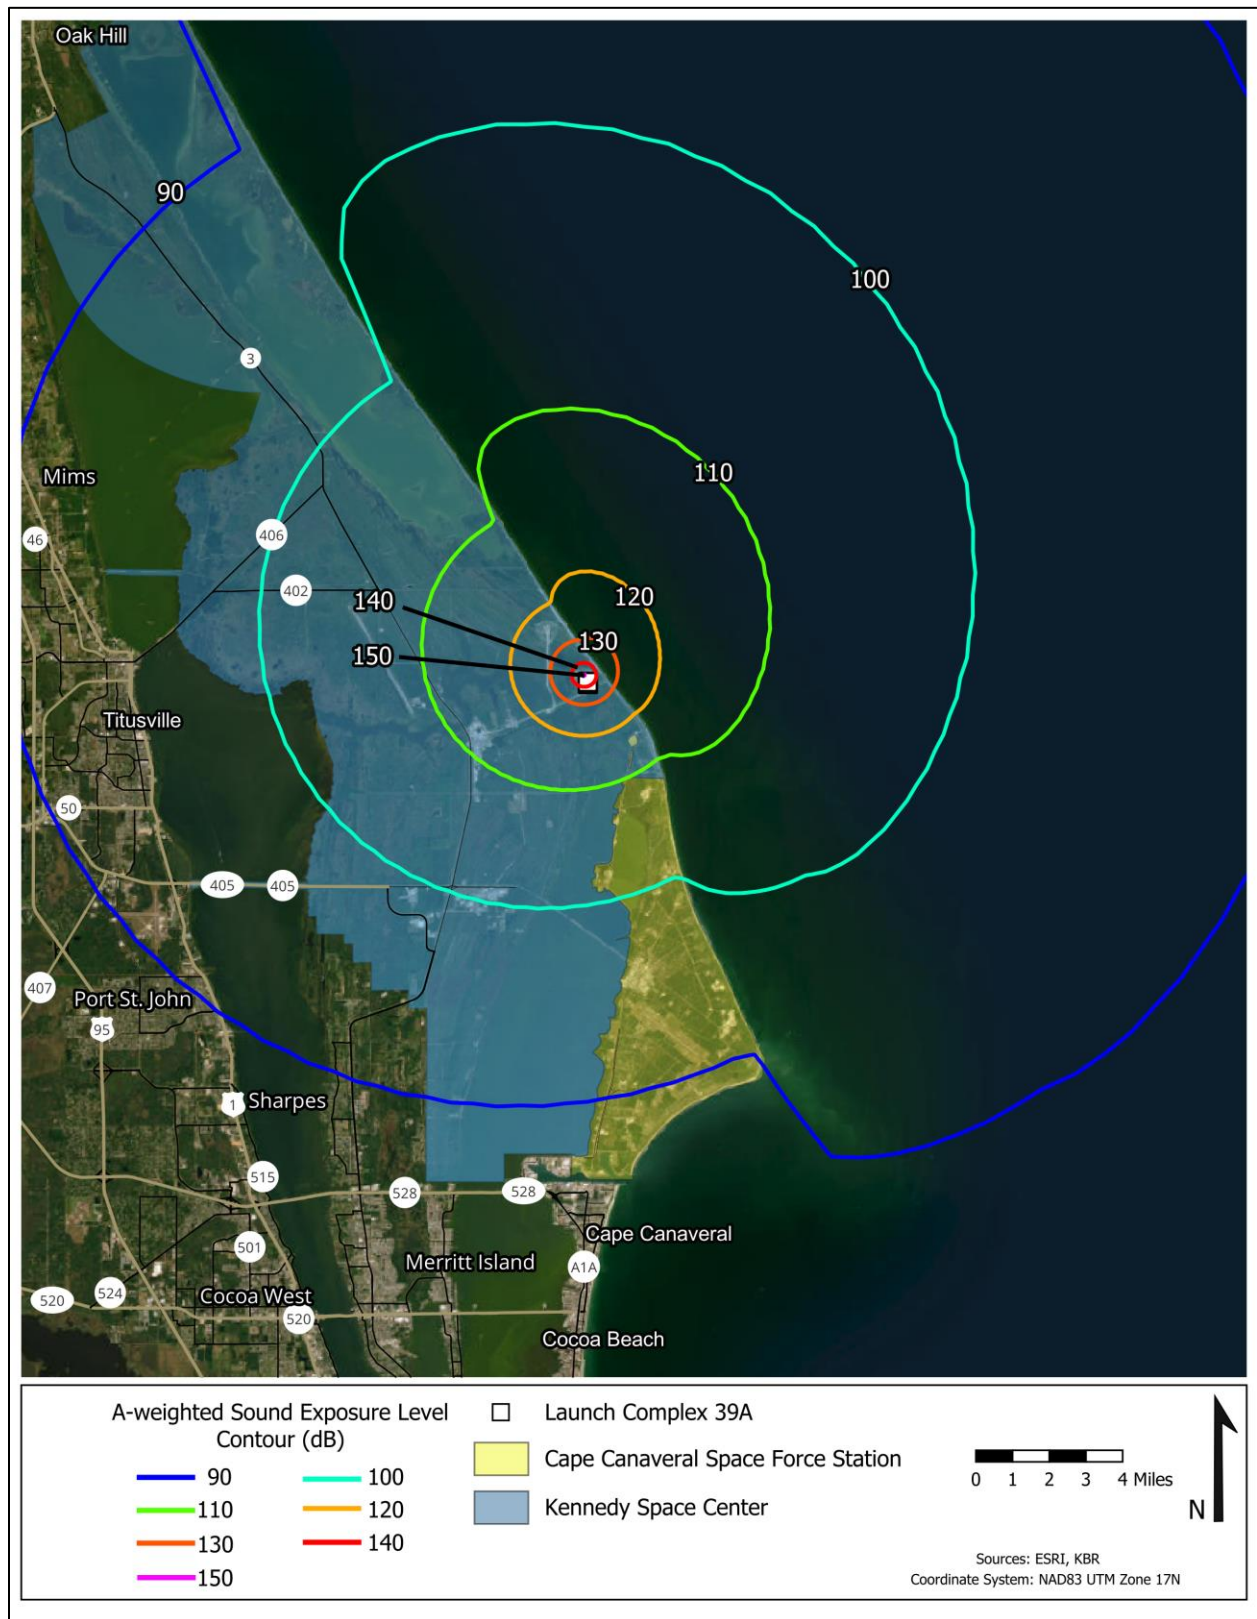 Oak Hill
90
100
3
Mims
110
406
46
402
140
120
130
150
Titusville
50
405
405
407
Port St. John
95
Sharpes
1
515
528
528
Cape Canaveral
501
Merritt Island
A1A
524
520
Cocoa West
520
Cocoa Beach
A-weighted Sound Exposure Level
Contour (dB)
90
100
110
120
130
140
150
Launch Complex 39A
Cape Canaveral Space Force Station
Kennedy Space Center
0 1 2 3 4 Miles
N
Sources: ESRI, KBR
Coordinate System: NAD83 UTM Zone 17N